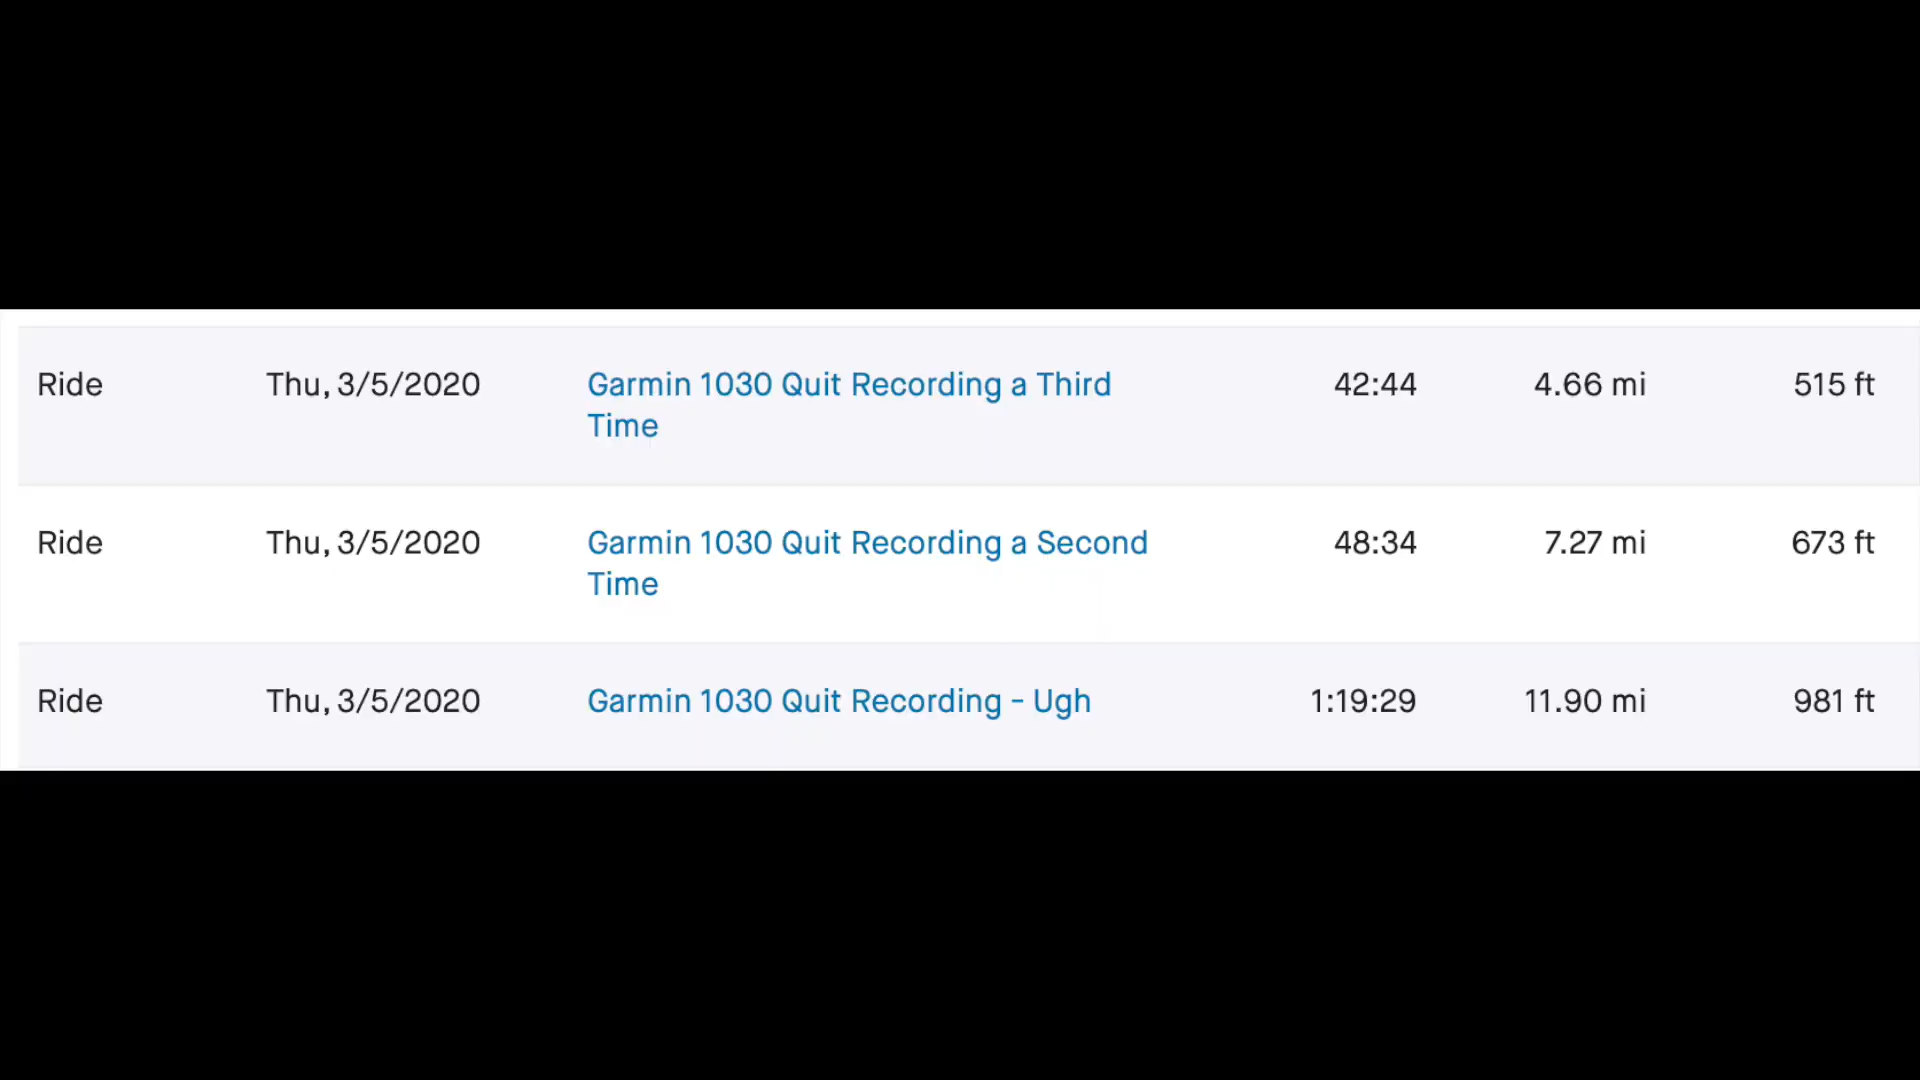 Ride Thu, 3/5/2020 Garmin 1030 Quit Recording a Third 42:44 4.66 mi 515 ft
Time
Ride Thu, 3/5/2020 Garmin 1030 Quit Recording a Second 48:34 7.27 mi 673 ft
Time
Ride Thu, 3/5/2020 Garmin 1030 Quit Recording - Ugh 1:19:29 11.90 mi 981 ft